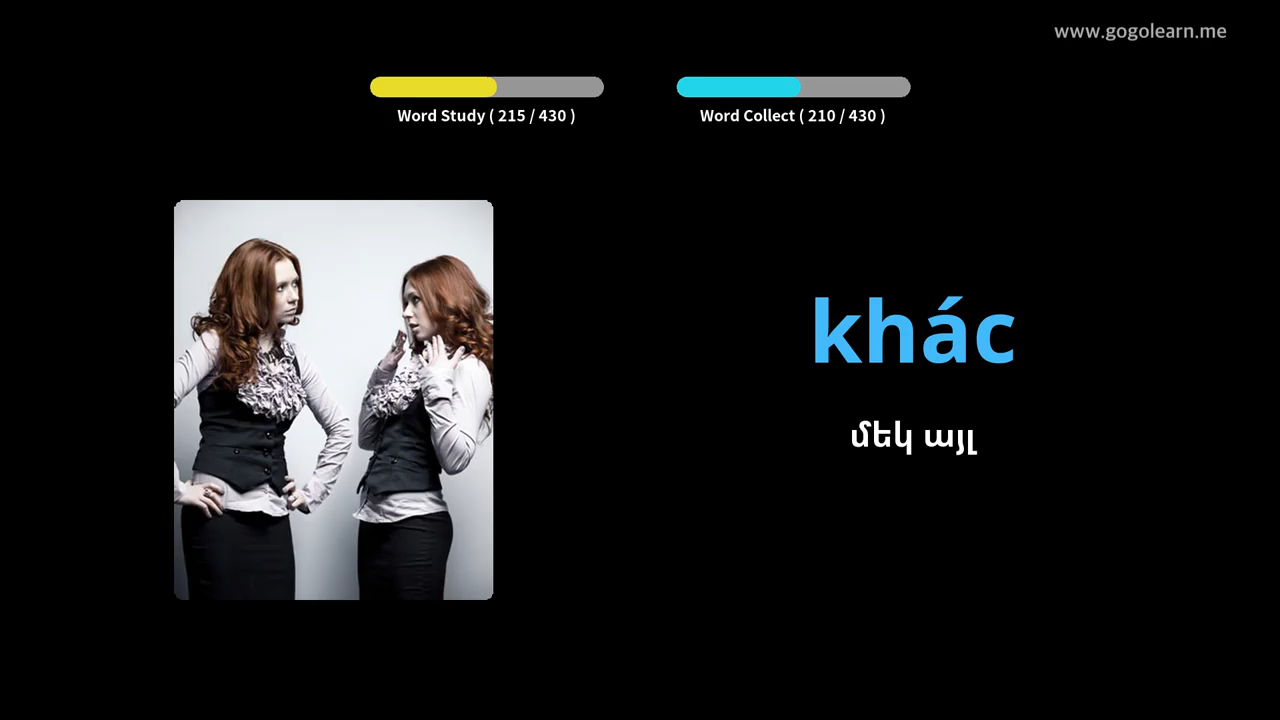 www.gogolearn.me
Word Study ( 215 / 430 )
Word Collect ( 210 / 430 )
khác
մեկ այլ